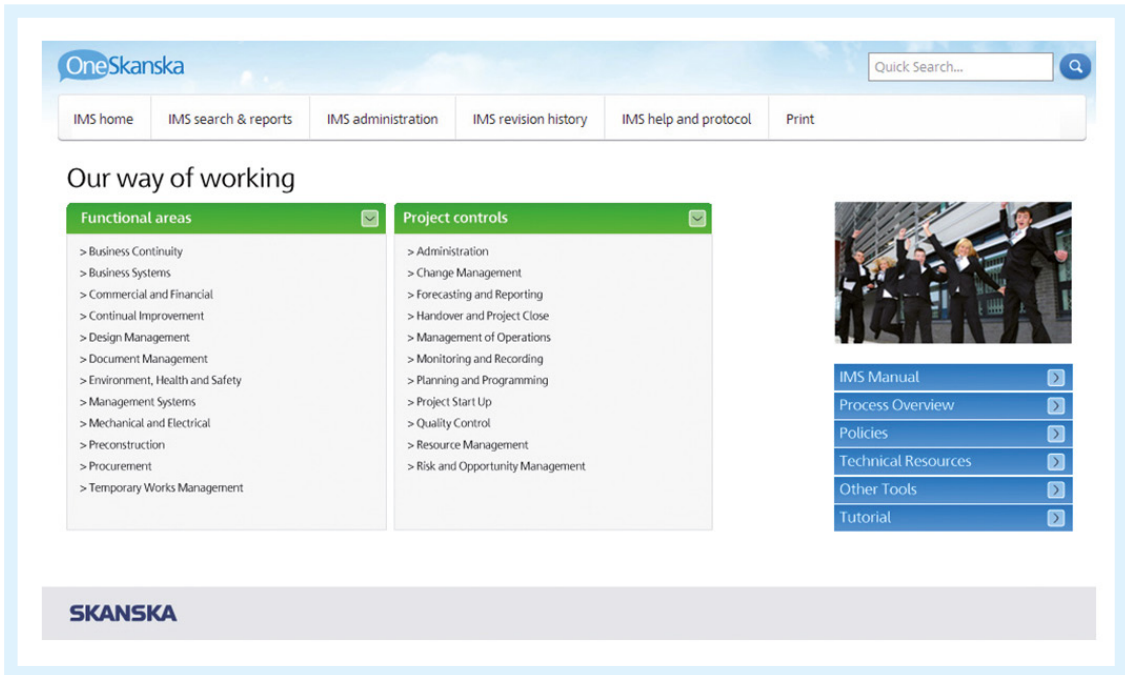 OneSkanska
Quick Search...
IMS home IMS search & reports IMS administration IMS revision history IMS help and protocol Print
Our way of working
Functional areas
> Business Continuity
> Business Systems
> Commercial and Financial
> Continual Improvement
> Design Management
> Document Management
> Environment, Health and Safety
> Management Systems
> Mechanical and Electrical
> Preconstruction
> Procurement
> Temporary Works Management
Project controls
> Administration
> Change Management
> Forecasting and Reporting
> Handover and Project Close
> Management of Operations
> Monitoring and Recording
> Planning and Programming
> Project Start Up
> Quality Control
> Resource Management
> Risk and Opportunity Management
IMS Manual
Process Overview
Policies
Technical Resources
Other Tools
Tutorial
SKANSKA